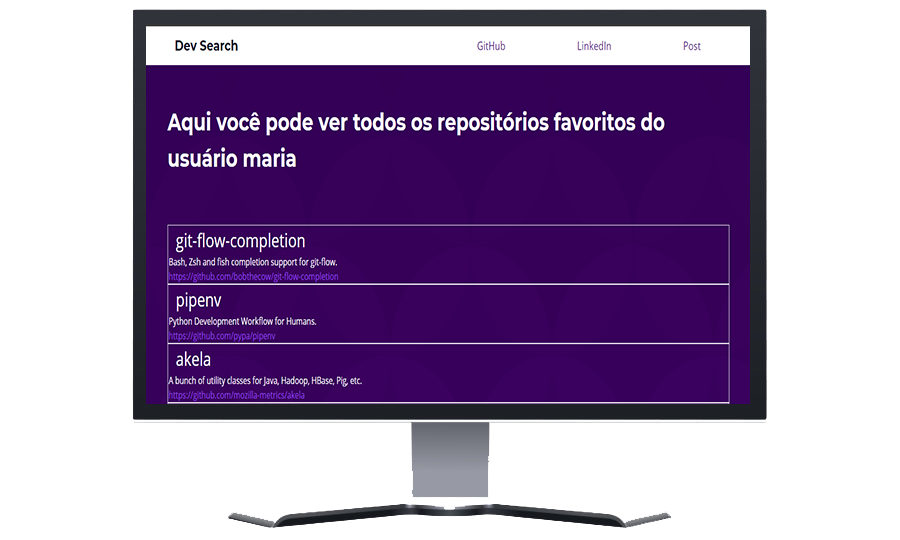 Dev Search
GitHub
LinkedIn
Post
Aqui você pode ver todos os repositórios favoritos do
usuário maria
git-flow-completion
Bash, Zsh and fish completion support for git-flow.
https://github.com/bobthecow/git-flow-completion
pipenv
Python Development Workflow for Humans.
https://github.com/pypa/pipenv
akela
A bunch of utility classes for Java, Hadoop, HBase, Pig, etc.
https://github.com/mozilla-metrics/akela